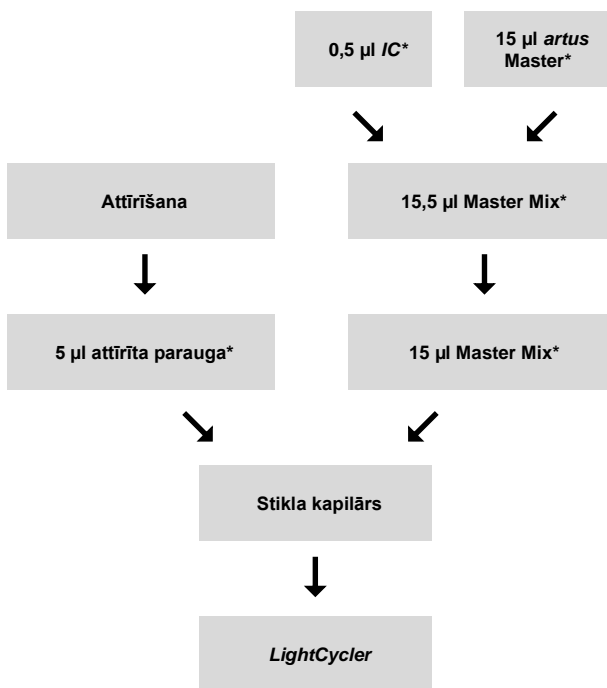 0,5 µl IC*
15 µl artus
Master*
Attīrīšana
15,5 µl Master Mix*
5 µl attīrīta parauga*
15 µl Master Mix*
Stikla kapilārs
LightCycler